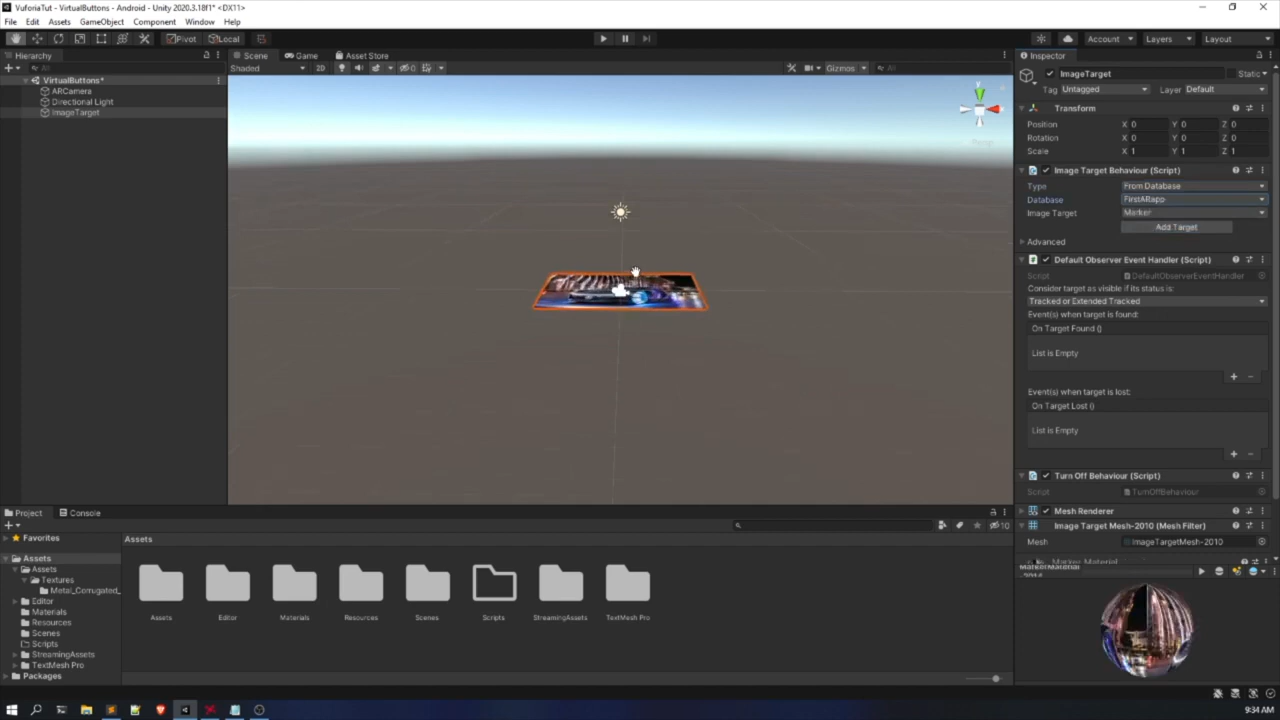 VuforiaTut - VirtualButtons - Android - Unity 2020.3.18f1* <DX11>
File Edit Assets GameObject Component Window Help
Pivot Local Account Layers Layout
Hierarchy Scene Game Asset Store Inspector
All Shaded 2D 0 Gizmos All ImageTarget Static
VirtualButtons* Tag Untagged Layer Default
ARCamera
Directional Light Transform
ImageTarget Position X 0 Y 0 Z 0
Rotation X 0 Y 0 Z 0
Scale X 1 Y 1 Z 1
Image Target Behaviour (Script)
Type From Database
Database FirstARapp
Image Target Marker
Add Target
Advanced
Default Observer Event Handler (Script)
Script DefaultObserverEventHandler
Consider target as visible if its status is:
Tracked or Extended Tracked
Event(s) when target is found:
On Target Found ()
List is Empty
Event(s) when target is lost:
On Target Lost ()
List is Empty
Turn Off Behaviour (Script)
Script TurnOffBehaviour
Mesh Renderer
Image Target Mesh-2010 (Mesh Filter)
Mesh ImageTargetMesh-2010
Project Console
10
Favorites Assets
Assets
Assets
Textures
Metal_Corrugated_
Editor
Materials
Resources
Scenes
Scripts
StreamingAssets
TextMesh Pro
Packages
Assets Editor Materials Resources Scenes Scripts StreamingAssets TextMesh Pro
9:34 AM